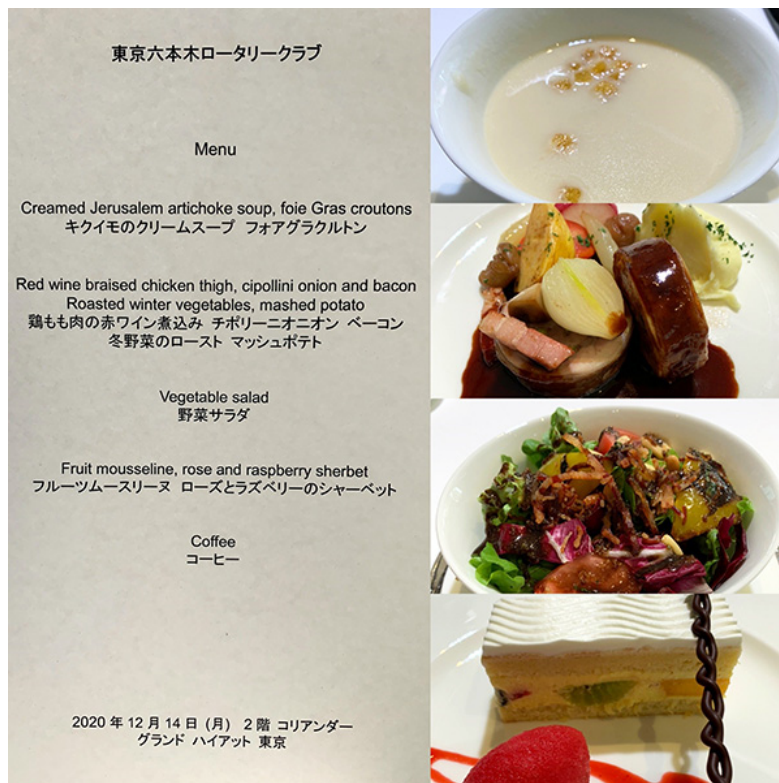 東京六本木ロータリークラブ
Menu
Creamed Jerusalem artichoke soup, foie Gras croutons
キクイモのクリームスープ フォアグラクルトン
Red wine braised chicken thigh, cipollini onion and bacon
Roasted winter vegetables, mashed potato
鶏もも肉の赤ワイン煮込み チポリーニオニオン ベーコン
冬野菜のロースト マッシュポテト
Vegetable salad
野菜サラダ
Fruit mousseline, rose and raspberry sherbet
フルーツムースリーヌ ローズとラズベリーのシャーベット
Coffee
コーヒー
2020 年 12 月 14 日 (月) 2 階 コリアンダー
グランド ハイアット 東京